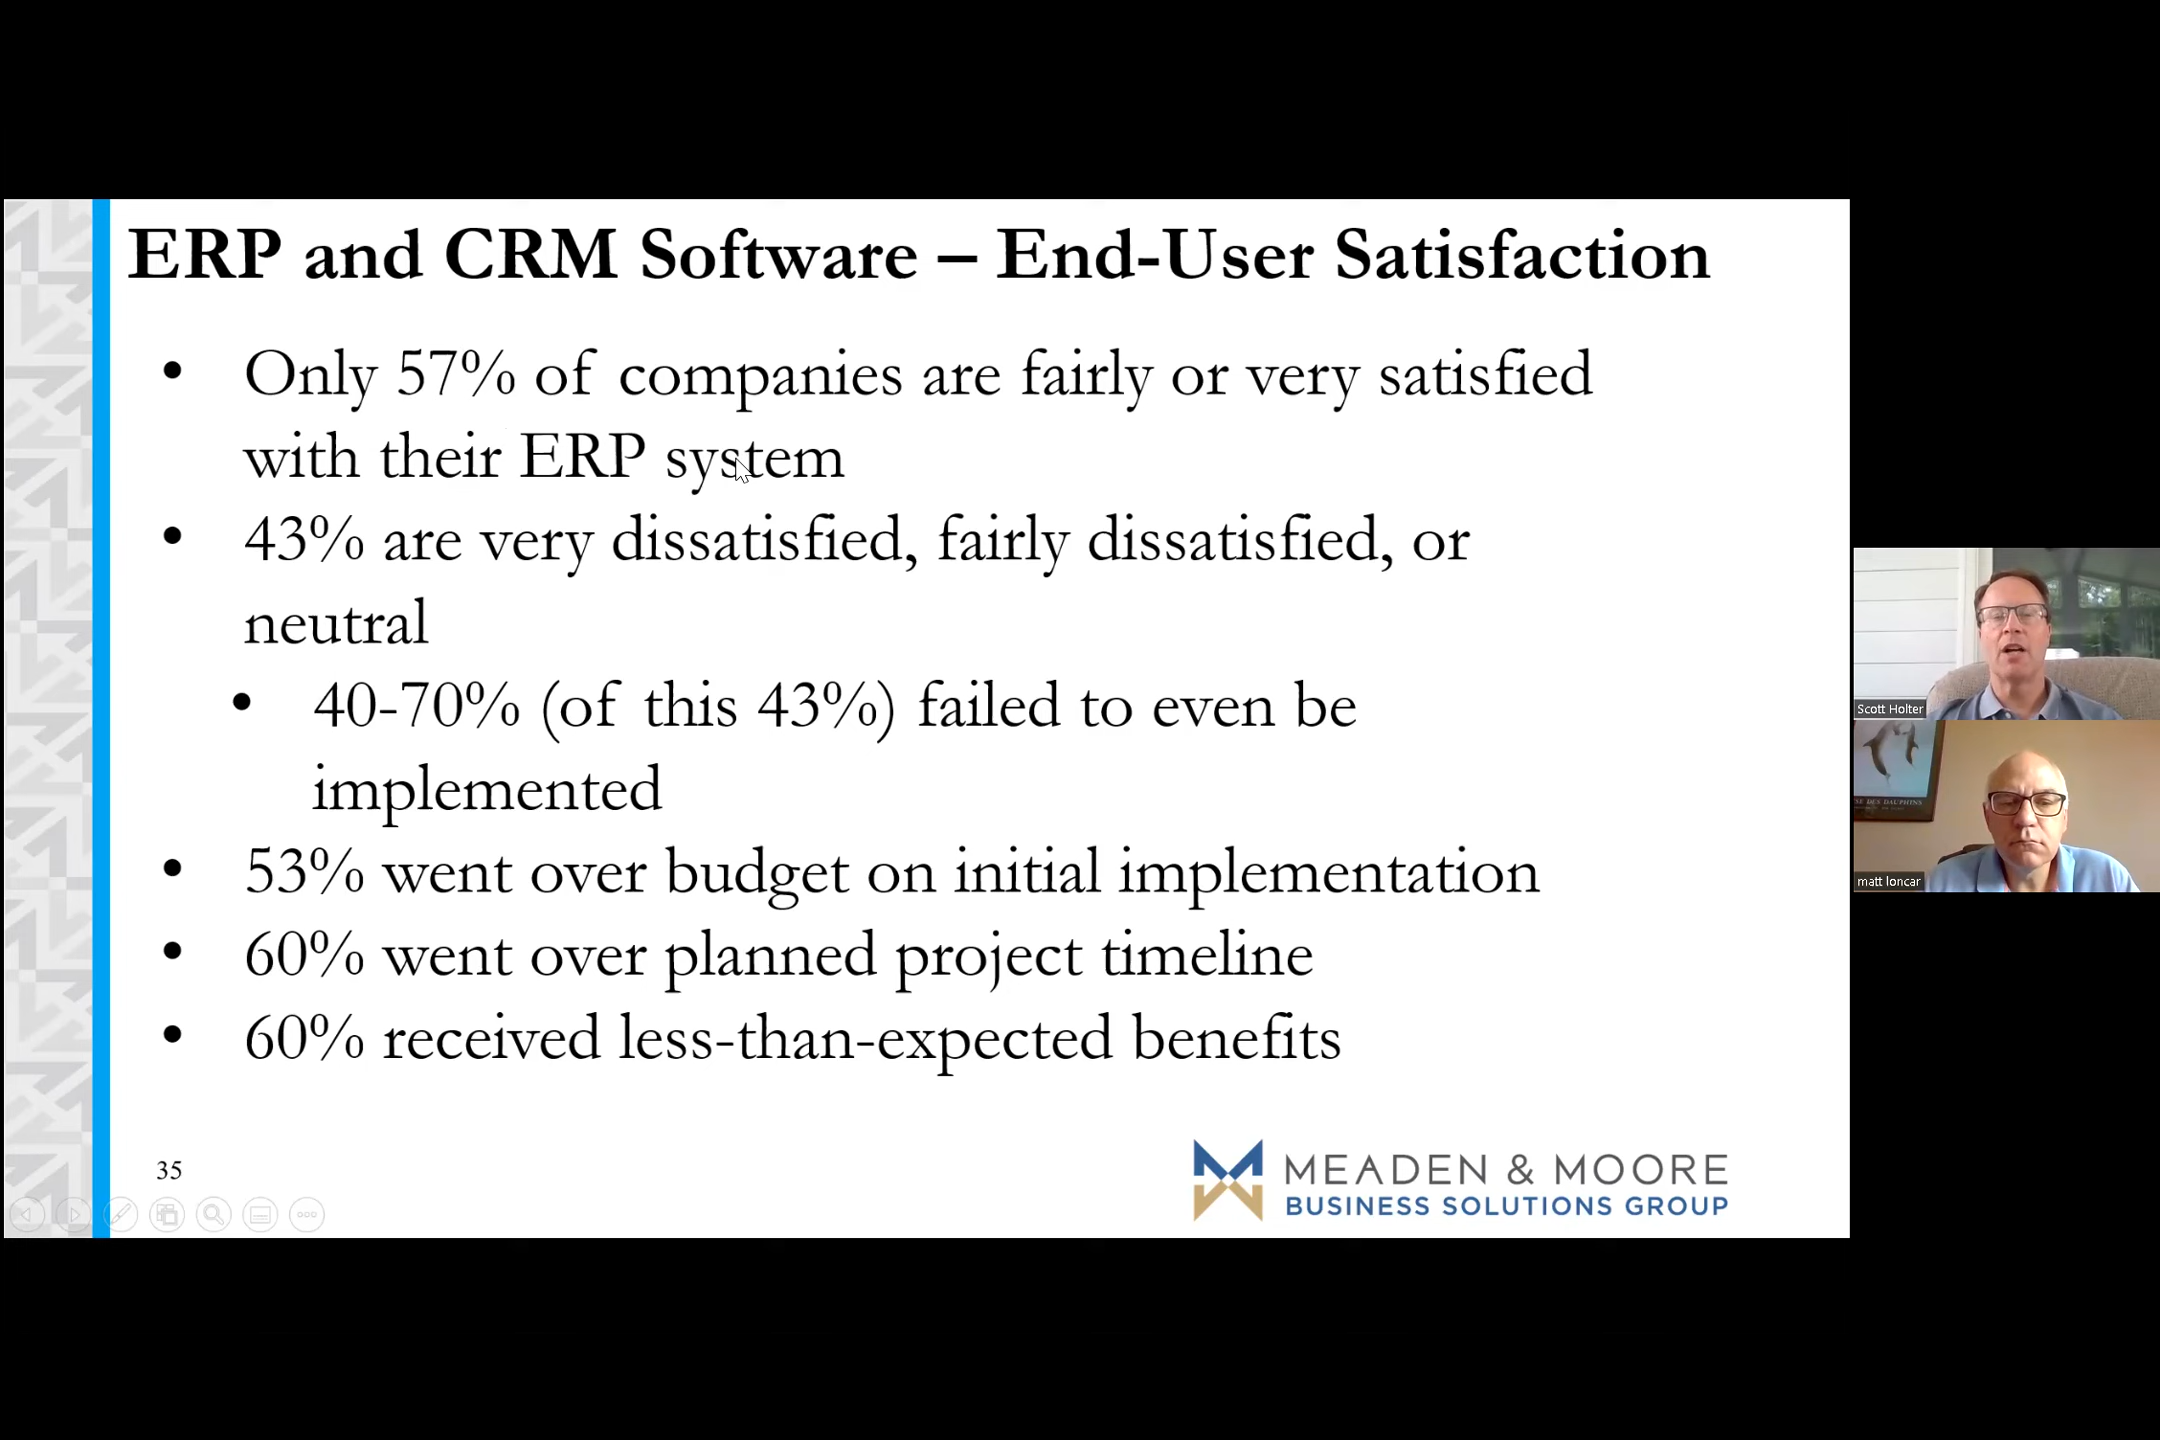 ERP and CRM Software – End-User Satisfaction
• Only 57% of companies are fairly or very satisfied
with their ERP system
• 43% are very dissatisfied, fairly dissatisfied, or
neutral
• 40-70% (of this 43%) failed to even be
implemented
• 53% went over budget on initial implementation
• 60% went over planned project timeline
• 60% received less-than-expected benefits
35
MEADEN & MOORE
BUSINESS SOLUTIONS GROUP
Scott Holter
DES DAUPHINS
matt loncar